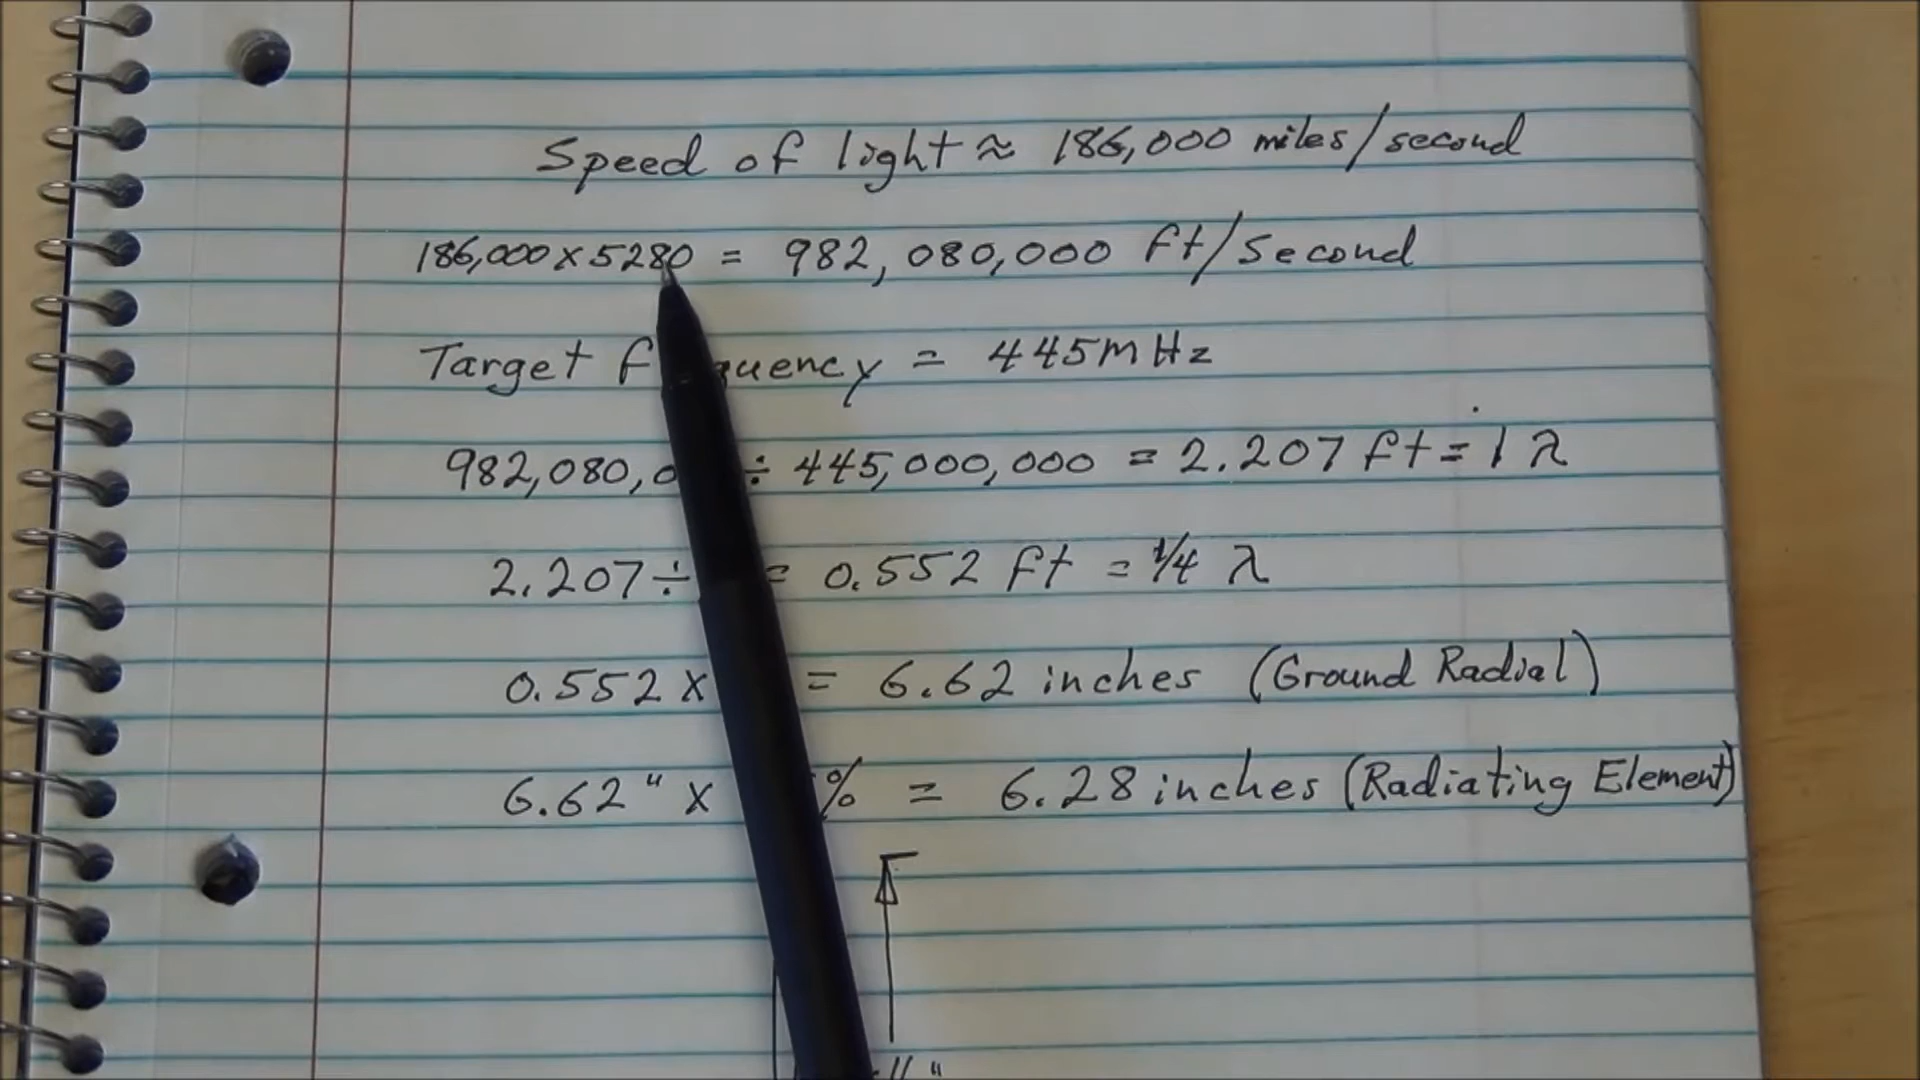 Speed of light ≈ 186,000 miles/second
186,000 x 5280 = 982,080,000 ft/second
Target quency = 445 MHz
982,080,0 ÷ 445,000,000 = 2.207 ft = 1 λ
2.207 ÷ = 0.552 ft = 1/4 λ
0.552 x = 6.62 inches (Ground Radial)
6.62" x % = 6.28 inches (Radiating Element)